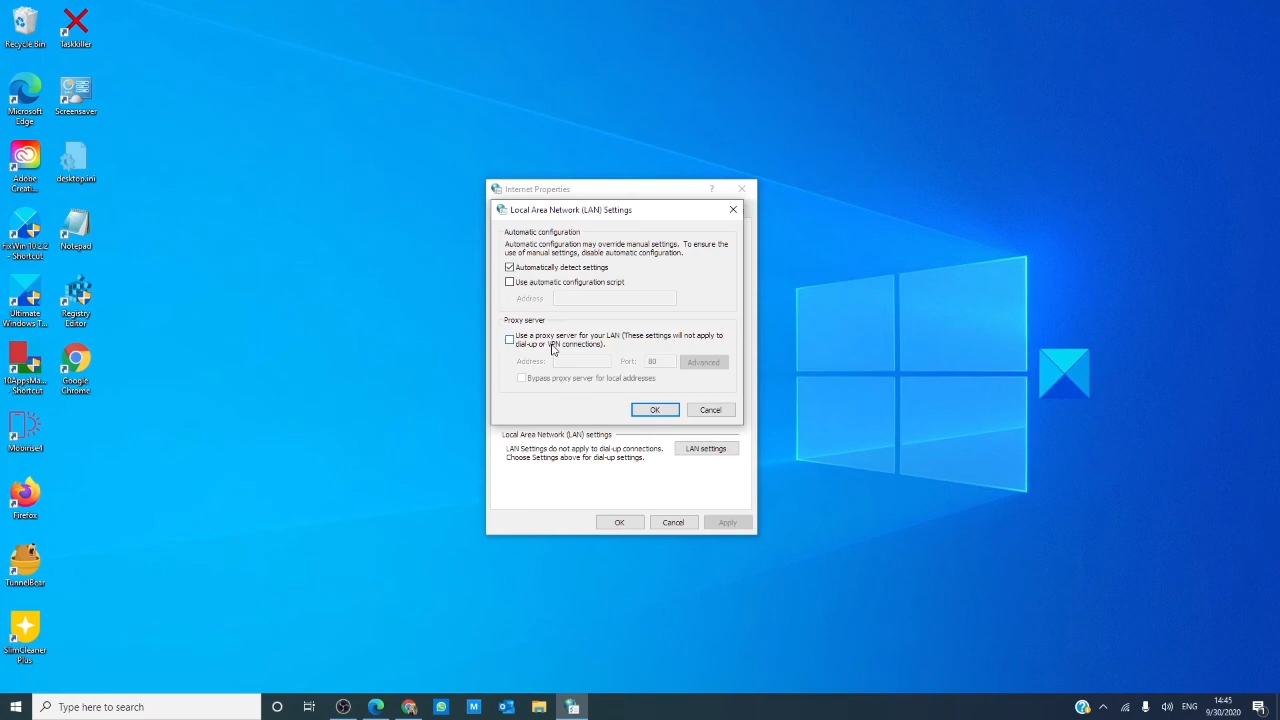 Recycle Bin
Taskkiller
Microsoft
Edge
Screensaver
Adobe
Creati...
desktop.ini
FixWin 10.2.2
- Shortcut
Notepad
Ultimate
Windows T...
Registry
Editor
10AppsMa...
- Shortcut
Google
Chrome
Firefox
TunnelBear
SlimCleaner
Plus
Internet Properties
?
Local Area Network (LAN) Settings
Automatic configuration
Automatic configuration may override manual settings. To ensure the
use of manual settings, disable automatic configuration.
Automatically detect settings
Use automatic configuration script
Address
Proxy server
Use a proxy server for your LAN (These settings will not apply to
dial-up or VPN connections).
Address:
Port:
80
Advanced
Bypass proxy server for local addresses
OK
Cancel
Local Area Network (LAN) settings
LAN Settings do not apply to dial-up connections.
Choose Settings above for dial-up settings.
LAN settings
OK
Cancel
Apply
Type here to search
M
ENG
14:45
9/30/2020